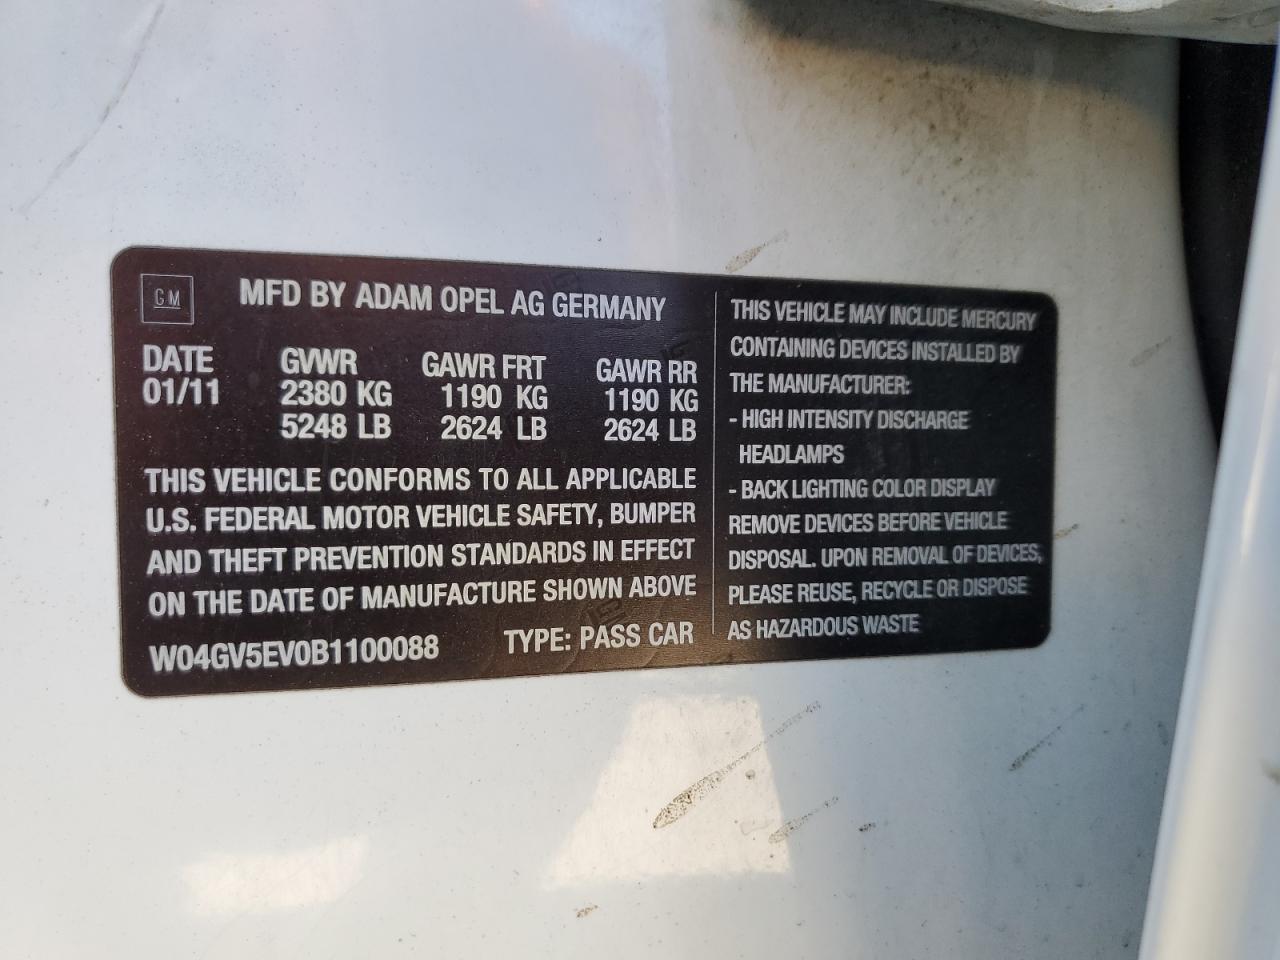 GM
MFD BY ADAM OPEL AG GERMANY
DATE GVWR GAWR FRT GAWR RR
01/11 2380 KG 1190 KG 1190 KG
5248 LB 2624 LB 2624 LB
THIS VEHICLE CONFORMS TO ALL APPLICABLE
U.S. FEDERAL MOTOR VEHICLE SAFETY, BUMPER
AND THEFT PREVENTION STANDARDS IN EFFECT
ON THE DATE OF MANUFACTURE SHOWN ABOVE
W04GV5EV0B1100088 TYPE: PASS CAR
THIS VEHICLE MAY INCLUDE MERCURY
CONTAINING DEVICES INSTALLED BY
THE MANUFACTURER:
- HIGH INTENSITY DISCHARGE
HEADLAMPS
- BACK LIGHTING COLOR DISPLAY
REMOVE DEVICES BEFORE VEHICLE
DISPOSAL. UPON REMOVAL OF DEVICES,
PLEASE REUSE, RECYCLE OR DISPOSE
AS HAZARDOUS WASTE